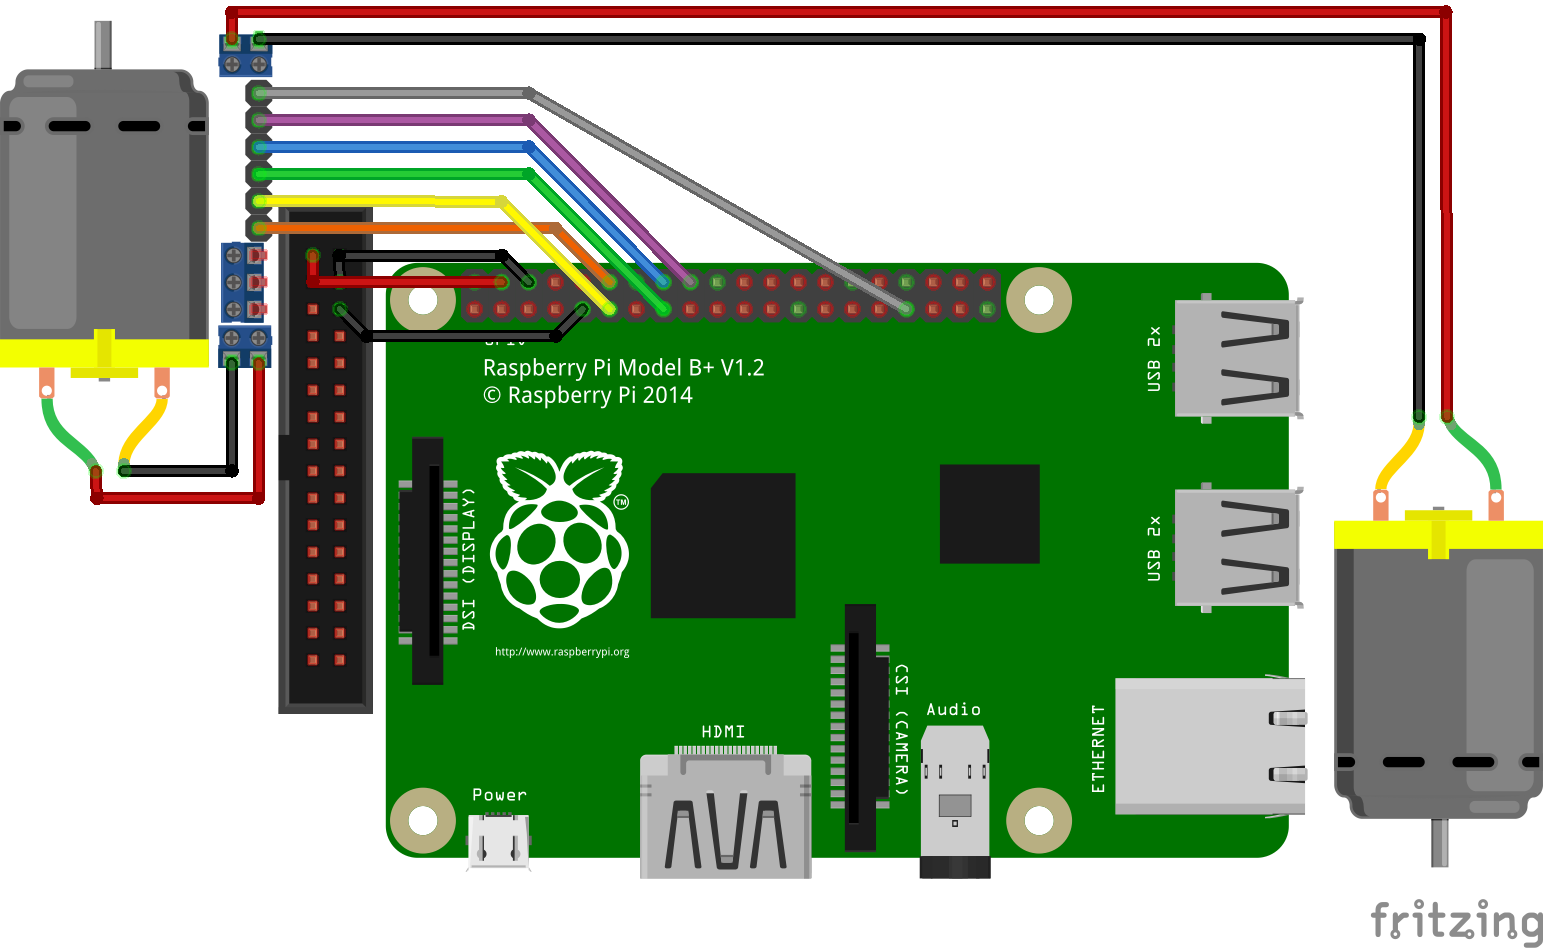 Raspberry Pi Model B+ V1.2
© Raspberry Pi 2014
USB 2x
DSI (DISPLAY)
TM
USB 2x
http://www.raspberrypi.org
CSI (CAMERA)
Audio
ETHERNET
HDMI
Power
fritzing